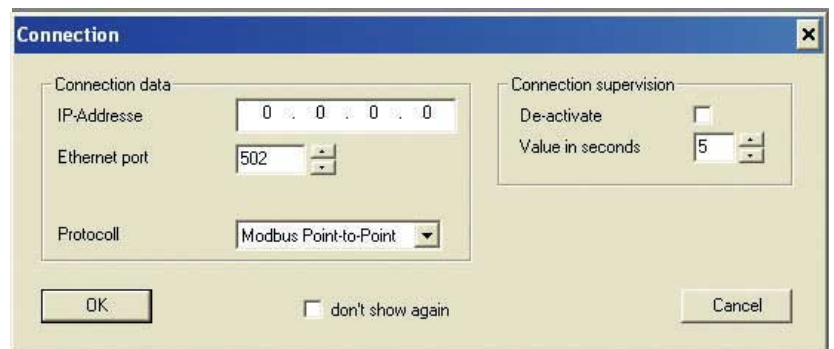 Connection
Connection data
IP-Addresse
0 . 0 . 0 . 0
Ethernet port
502
Protocoll
Modbus Point-to-Point
Connection supervision
De-activate
Value in seconds
5
OK
don't show again
Cancel